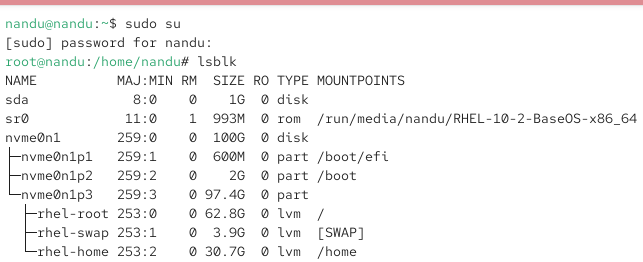 nandu@nandu:~$ sudo su
[sudo] password for nandu:
root@nandu:/home/nandu# lsblk
NAME          MAJ:MIN RM  SIZE RO TYPE MOUNTPOINTS
sda             8:0    0    1G  0 disk
sr0            11:0    1  993M  0 rom  /run/media/nandu/RHEL-10-2-BaseOS-x86_64
nvme0n1       259:0    0  100G  0 disk
├─nvme0n1p1   259:1    0  600M  0 part /boot/efi
├─nvme0n1p2   259:2    0    2G  0 part /boot
└─nvme0n1p3   259:3    0 97.4G  0 part
  ├─rhel-root 253:0    0 62.8G  0 lvm  /
  ├─rhel-swap 253:1    0  3.9G  0 lvm  [SWAP]
  └─rhel-home 253:2    0 30.7G  0 lvm  /home